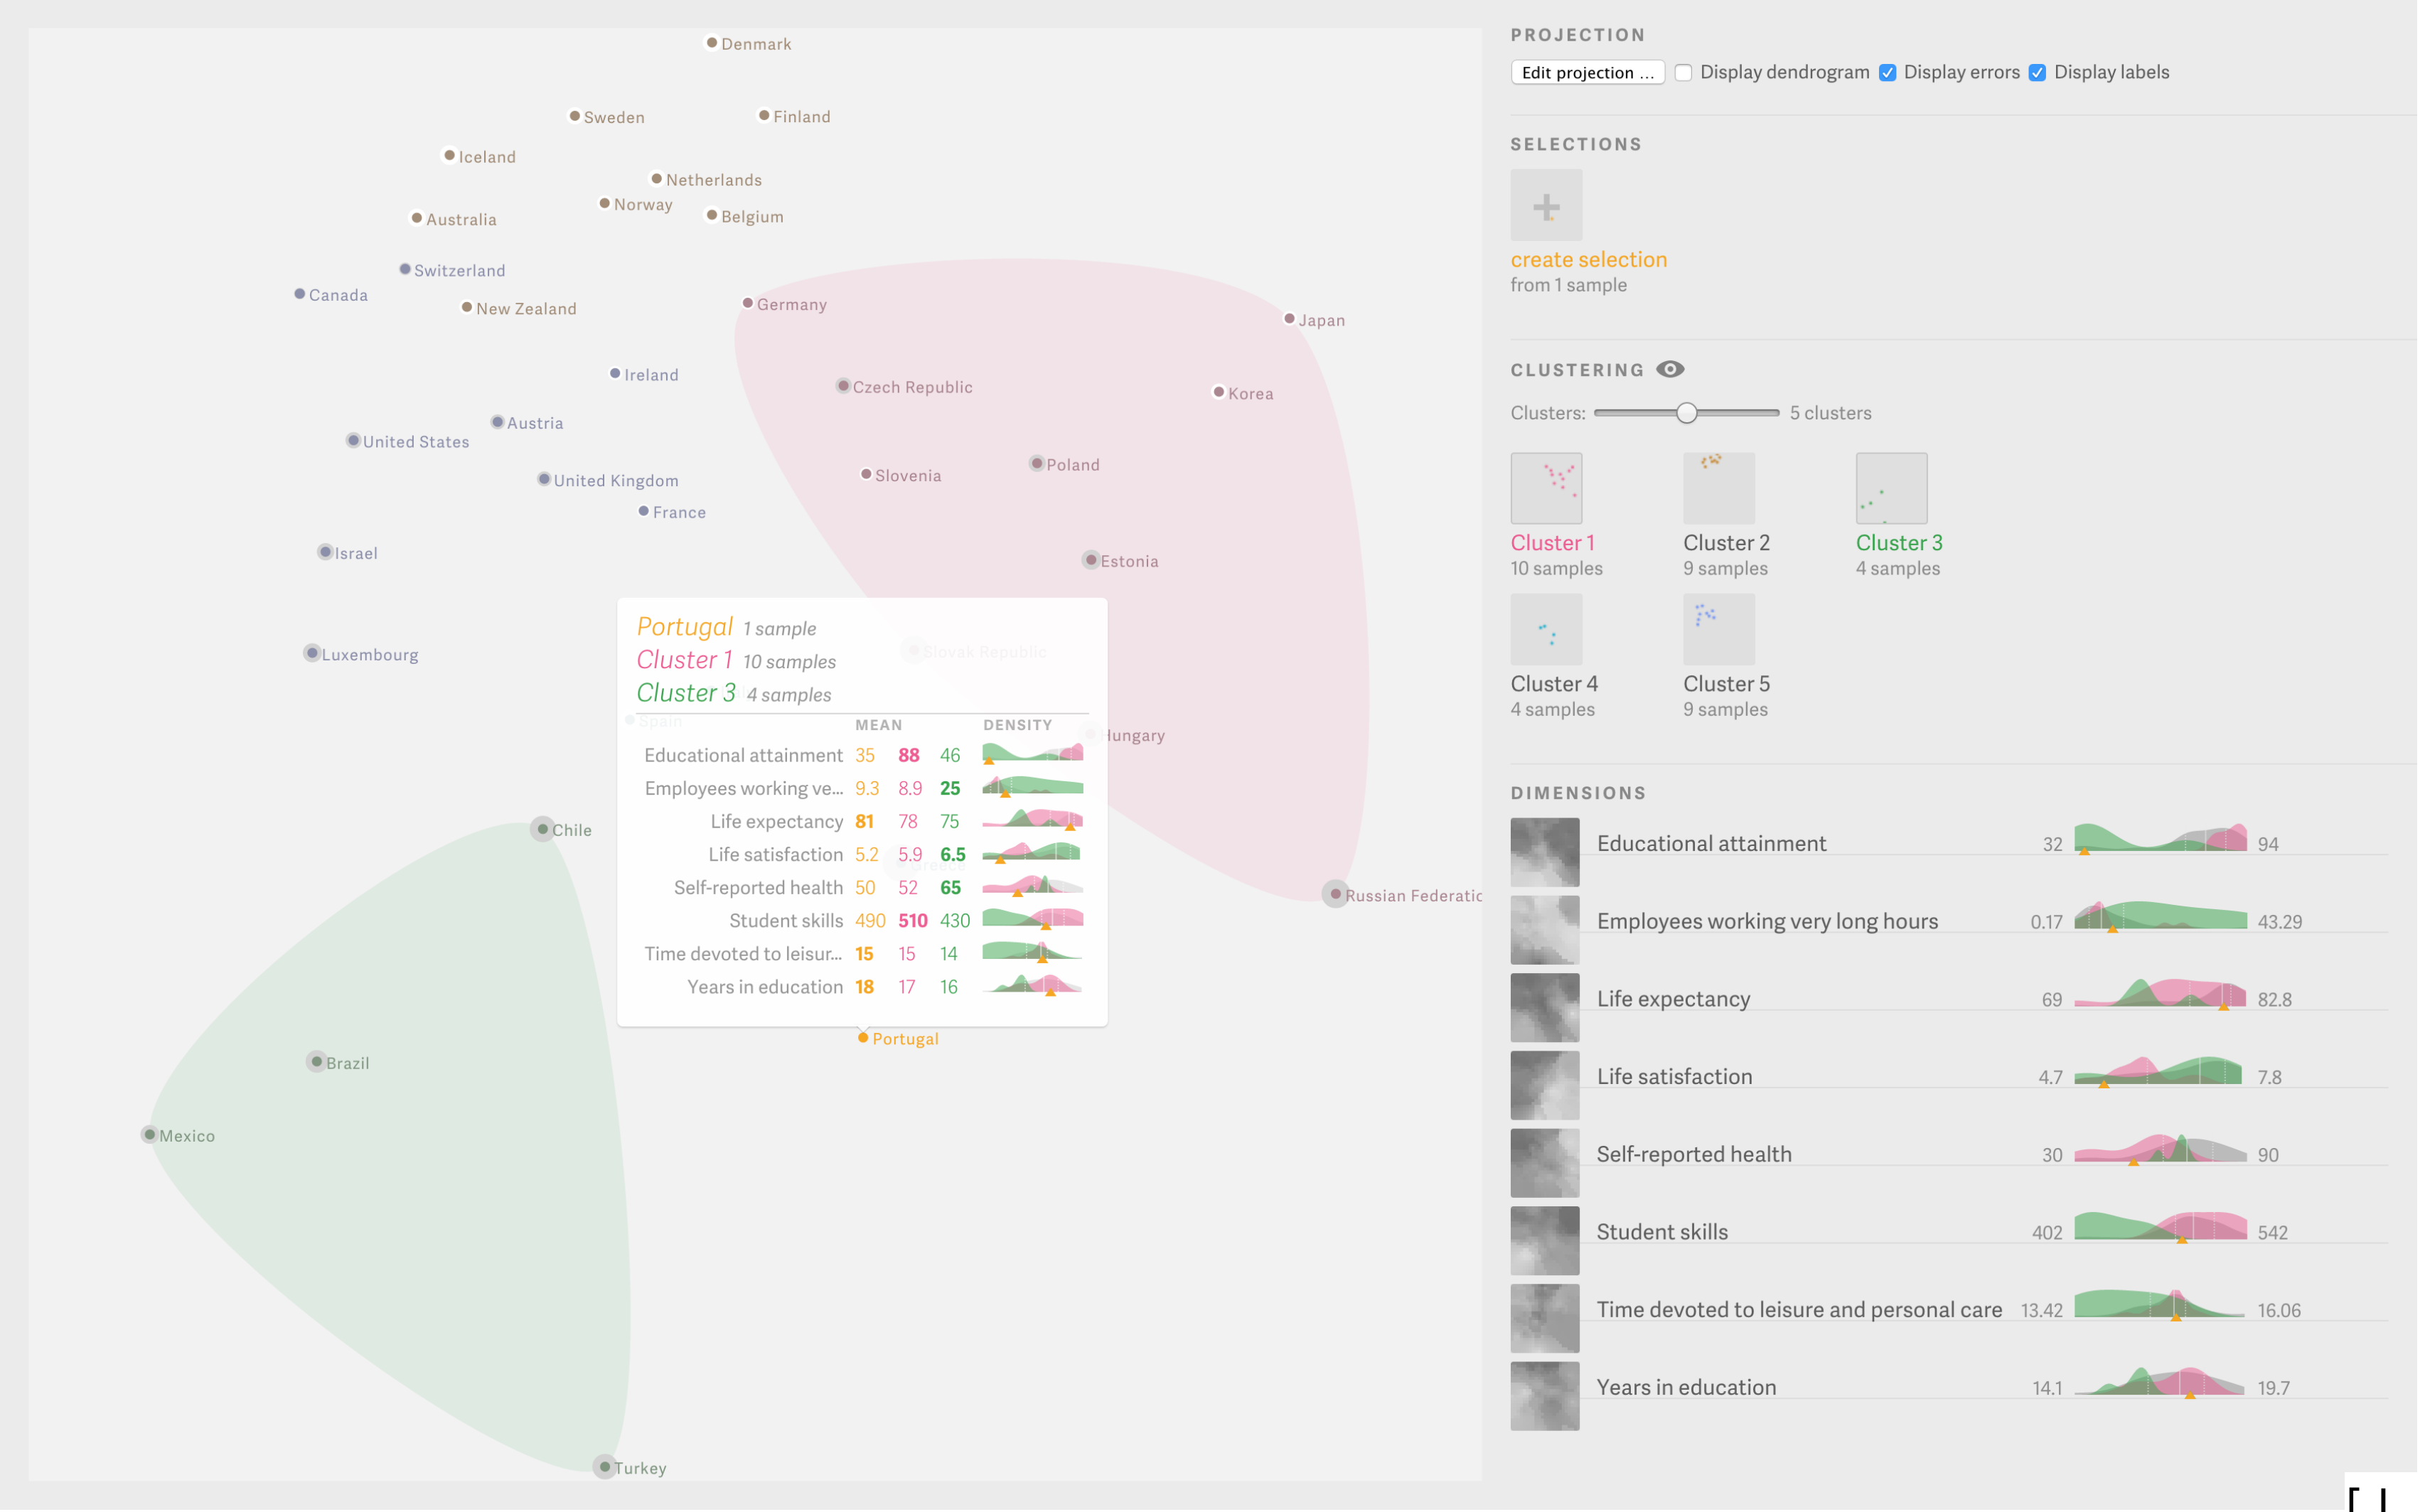 Denmark
Sweden
Finland
Iceland
Netherlands
Norway
Belgium
Australia
Switzerland
Canada
New Zealand
Germany
Japan
Ireland
Czech Republic
Korea
Austria
United States
Poland
Slovenia
United Kingdom
France
Israel
Estonia
Luxembourg
Slovak Republic
Spain
Hungary
Chile
Greece
Russian Federatic
Portugal
Brazil
Mexico
Turkey
Portugal 1 sample
Cluster 1 10 samples
Cluster 3 4 samples
MEAN DENSITY
Educational attainment 35 88 46
Employees working ve... 9.3 8.9 25
Life expectancy 81 78 75
Life satisfaction 5.2 5.9 6.5
Self-reported health 50 52 65
Student skills 490 510 430
Time devoted to leisur... 15 15 14
Years in education 18 17 16
PROJECTION
Edit projection ... Display dendrogram Display errors Display labels
SELECTIONS
create selection
from 1 sample
CLUSTERING
Clusters: 5 clusters
Cluster 1 Cluster 2 Cluster 3
10 samples 9 samples 4 samples
Cluster 4 Cluster 5
4 samples 9 samples
DIMENSIONS
Educational attainment 32 94
Employees working very long hours 0.17 43.29
Life expectancy 69 82.8
Life satisfaction 4.7 7.8
Self-reported health 30 90
Student skills 402 542
Time devoted to leisure and personal care 13.42 16.06
Years in education 14.1 19.7